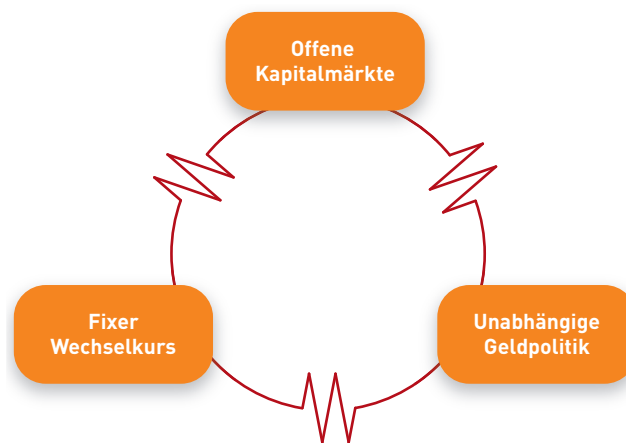 Offene
Kapitalmärkte
Fixer
Wechselkurs
Unabhängige
Geldpolitik